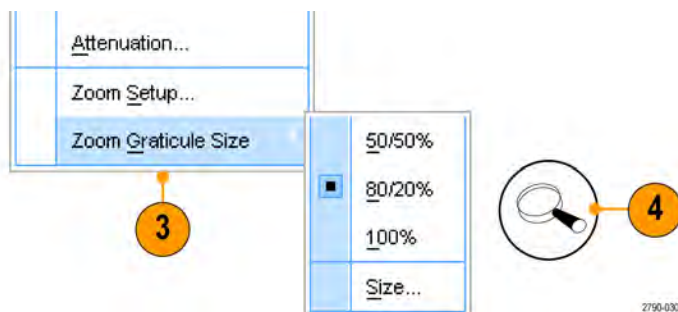 Attenuation...
Zoom Setup...
Zoom Graticule Size
50/50%
80/20%
100%
Size...
3
4
2790-030